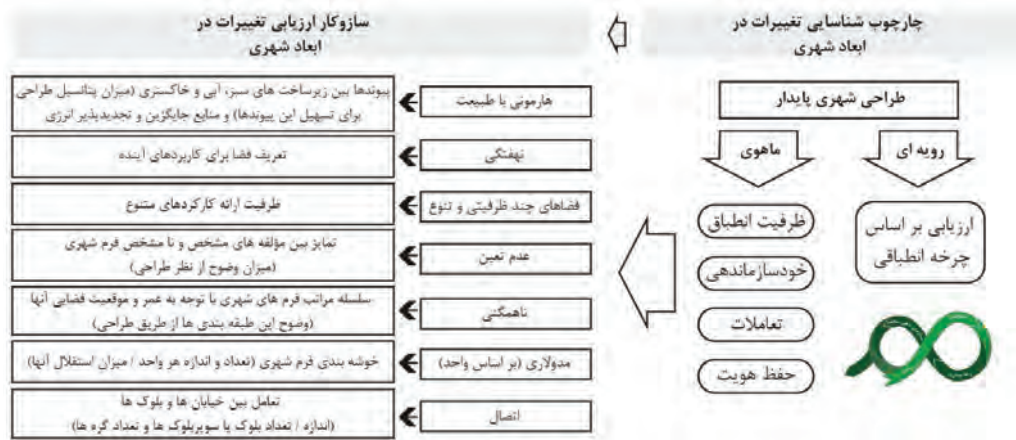 چارچوب شناسایی تغییرات در
ابعاد شهری
طراحی شهری پایدار
رویه ای
ماهوی
ارزیابی بر اساس
چرخه انطباقی
ظرفیت انطباق
خودسازماندهی
تعاملات
حفظ هویت
سازوکار ارزیابی تغییرات در
ابعاد شهری
هارمونی با طبیعت
پیوندها بین زیرساخت های سبز، آبی و خاکستری (میزان پتانسیل طراحی
برای تسهیل این پیوندها) و منابع جایگزین و تجدیدپذیر انرژی
نهفتگی
تعریف فضا برای کاربردهای آینده
فضاهای چند ظرفیتی و تنوع
ظرفیت ارائه کارکردهای متنوع
عدم تعین
تمایز بین مؤلفه های مشخص و نا مشخص فرم شهری
(میزان وضوح از نظر طراحی)
ناهمگنی
سلسله مراتب فرم های شهری با توجه به عمر و موقعیت فضایی آنها
(وضوح این طبقه بندی ها از طریق طراحی)
مدولاری (بر اساس واحد)
خوشه بندی فرم شهری (تعداد و اندازه هر واحد / میزان استقلال آنها)
اتصال
تعامل بین خیابان ها و بلوک ها
(اندازه / تعداد بلوک یا سوپربلوک ها و تعداد گره ها)